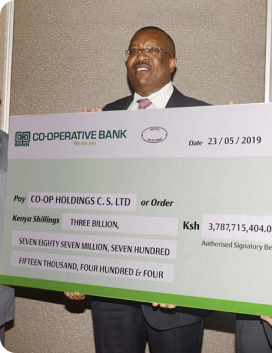 CO-OPERATIVE BANK
We are you
BANK
Date 23 / 05 / 2019
Pay CO-OP HOLDINGS C. S. LTD or Order
Kenya Shillings THREE BILLION,
Ksh 3,787,715,404.0
SEVEN EIGHTY SEVEN MILLION, SEVEN HUNDRED
Authorised Signatory Be
FIFTEEN THOUSAND, FOUR HUNDRED & FOUR